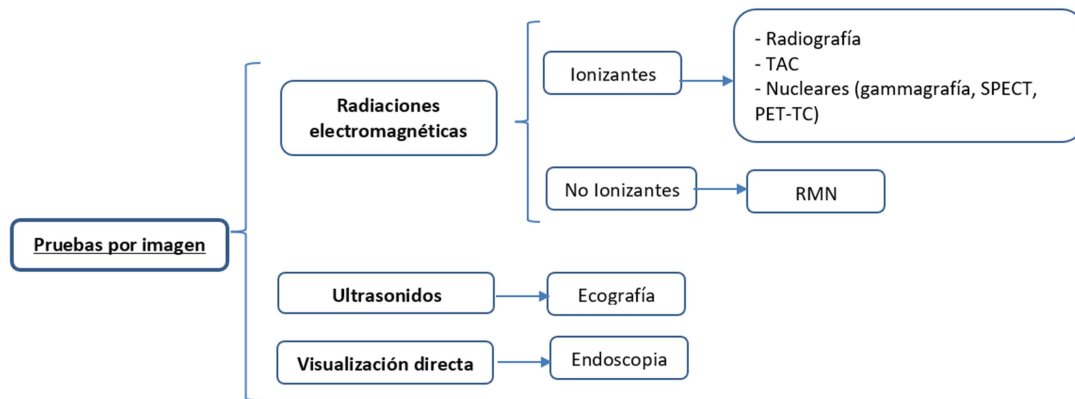 Pruebas por imagen
Radiaciones
electromagnéticas
Ionizantes
- Radiografía
- TAC
- Nucleares (gammagrafía, SPECT,
PET-TC)
No Ionizantes
RMN
Ultrasonidos
Ecografía
Visualización directa
Endoscopia